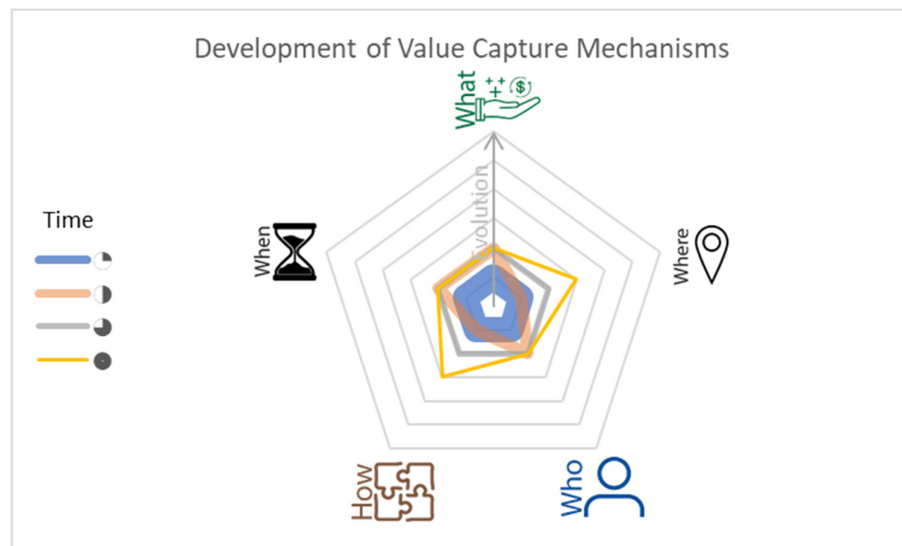 Development of Value Capture Mechanisms
What
++
+
$
Evolution
Time
When
Where
How
Who